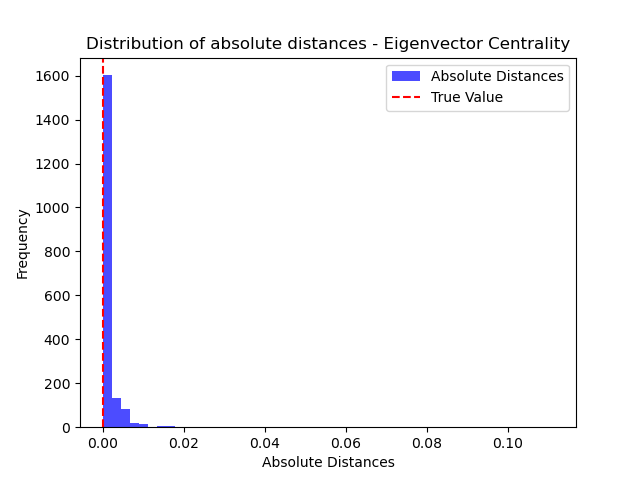 Distribution of absolute distances - Eigenvector Centrality
Absolute Distances
True Value
Frequency
1600
1400
1200
1000
800
600
400
200
0
0.00 0.02 0.04 0.06 0.08 0.10
Absolute Distances